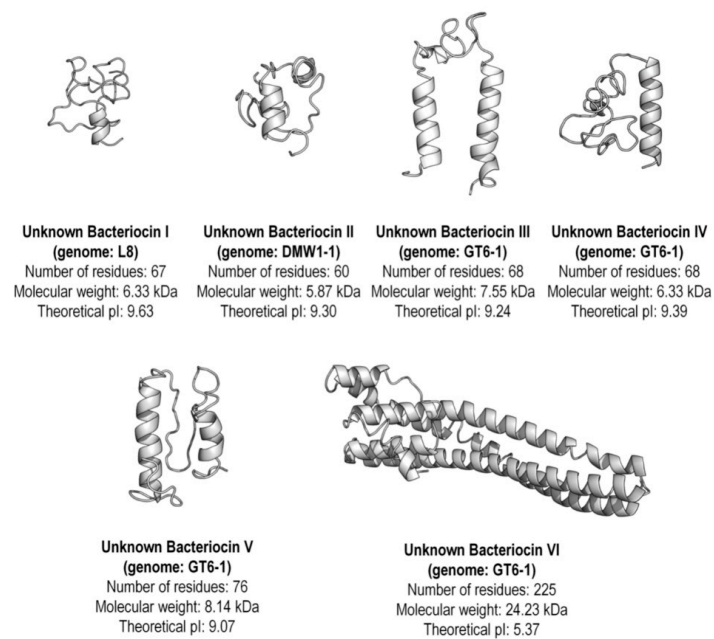 Unknown Bacteriocin I
(genome: L8)
Number of residues: 67
Molecular weight: 6.33 kDa
Theoretical pI: 9.63
Unknown Bacteriocin II
(genome: DMW1-1)
Number of residues: 60
Molecular weight: 5.87 kDa
Theoretical pI: 9.30
Unknown Bacteriocin III
(genome: GT6-1)
Number of residues: 68
Molecular weight: 7.55 kDa
Theoretical pI: 9.24
Unknown Bacteriocin IV
(genome: GT6-1)
Number of residues: 68
Molecular weight: 6.33 kDa
Theoretical pI: 9.39
Unknown Bacteriocin V
(genome: GT6-1)
Number of residues: 76
Molecular weight: 8.14 kDa
Theoretical pI: 9.07
Unknown Bacteriocin VI
(genome: GT6-1)
Number of residues: 225
Molecular weight: 24.23 kDa
Theoretical pI: 5.37